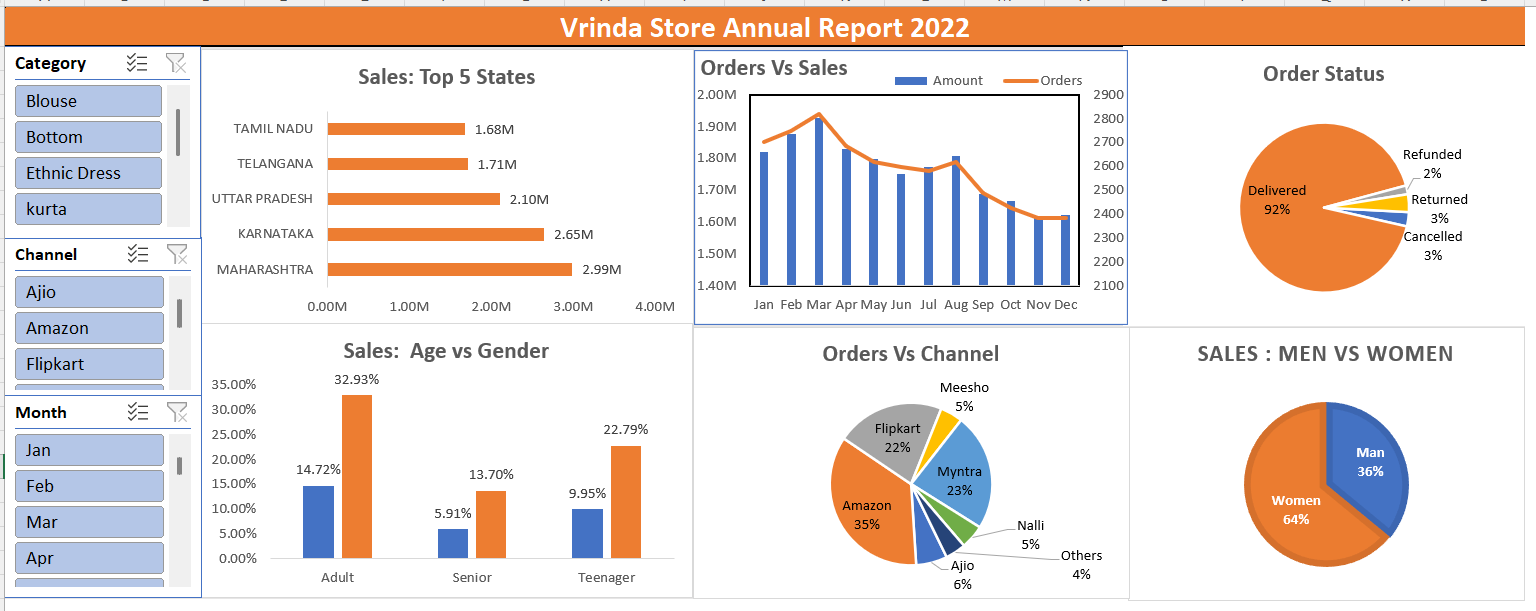 Vrinda Store Annual Report 2022
Category
Blouse
Bottom
Ethnic Dress
kurta
Channel
Ajio
Amazon
Flipkart
Month
Jan
Feb
Mar
Apr
Sales: Top 5 States
TAMIL NADU
1.68M
TELANGANA
1.71M
UTTAR PRADESH
2.10M
KARNATAKA
2.65M
MAHARASHTRA
2.99M
0.00M 1.00M 2.00M 3.00M 4.00M
Orders Vs Sales
Amount Orders
2.00M
1.90M
1.80M
1.70M
1.60M
1.50M
1.40M
2900
2800
2700
2600
2500
2400
2300
2200
2100
Jan Feb Mar Apr May Jun Jul Aug Sep Oct Nov Dec
Order Status
Refunded
2%
Delivered
92%
Returned
3%
Cancelled
3%
Sales:  Age vs Gender
35.00%
30.00%
25.00%
20.00%
15.00%
10.00%
5.00%
0.00%
14.72%
32.93%
5.91%
13.70%
9.95%
22.79%
Adult Senior Teenager
Orders Vs Channel
Meesho
5%
Flipkart
22%
Myntra
23%
Amazon
35%
Nalli
5%
Others
4%
Ajio
6%
SALES : MEN VS WOMEN
Man
36%
Women
64%